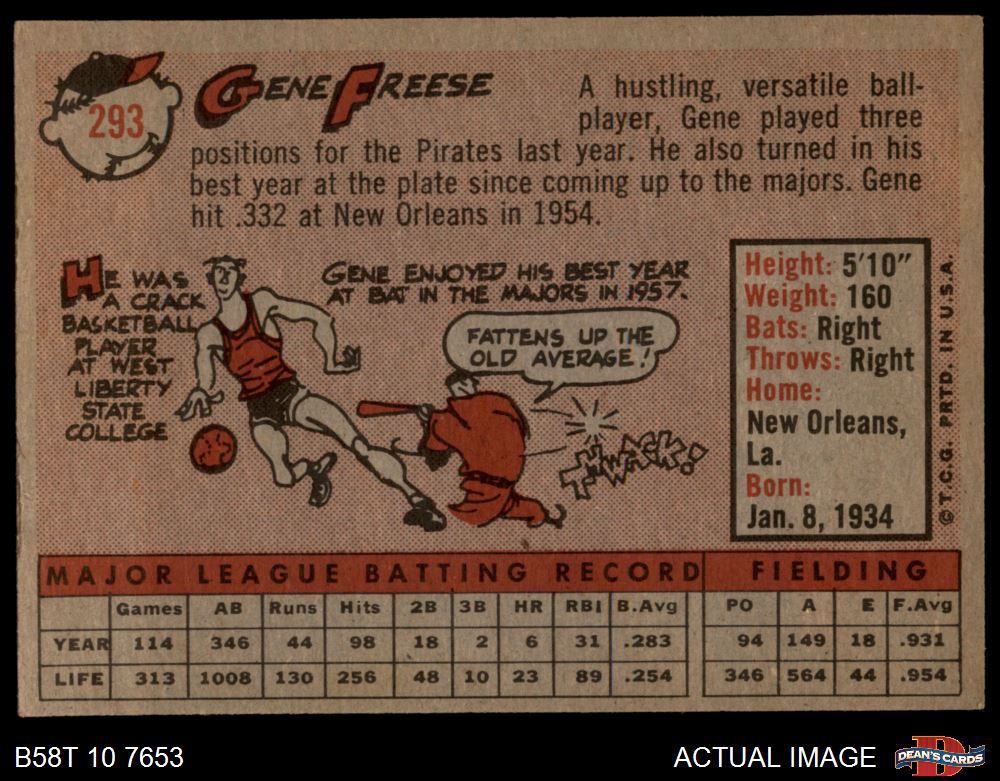 293
GENE FREESE
A hustling, versatile ball-
player, Gene played three
positions for the Pirates last year. He also turned in his
best year at the plate since coming up to the majors. Gene
hit .332 at New Orleans in 1954.
HE WAS
A CRACK
BASKETBALL
PLAYER
AT WEST
LIBERTY
STATE
COLLEGE
GENE ENJOYED HIS BEST YEAR
AT BAT IN THE MAJORS IN 1957.
FATTENS UP THE
OLD AVERAGE!
THWACK!
Height: 5'10"
Weight: 160
Bats: Right
Throws: Right
Home:
New Orleans,
La.
Born:
Jan. 8, 1934
© T.C.G. PRTD. IN U.S.A.
MAJOR LEAGUE BATTING RECORD FIELDING
Games AB Runs Hits 2B 3B HR RBI B.Avg PO A E F.Avg
YEAR 114 346 44 98 18 2 6 31 .283 94 149 18 .931
LIFE 313 1008 130 256 48 10 23 89 .254 346 564 44 .954
B58T 10 7653
ACTUAL IMAGE
D
DEAN'S CARDS